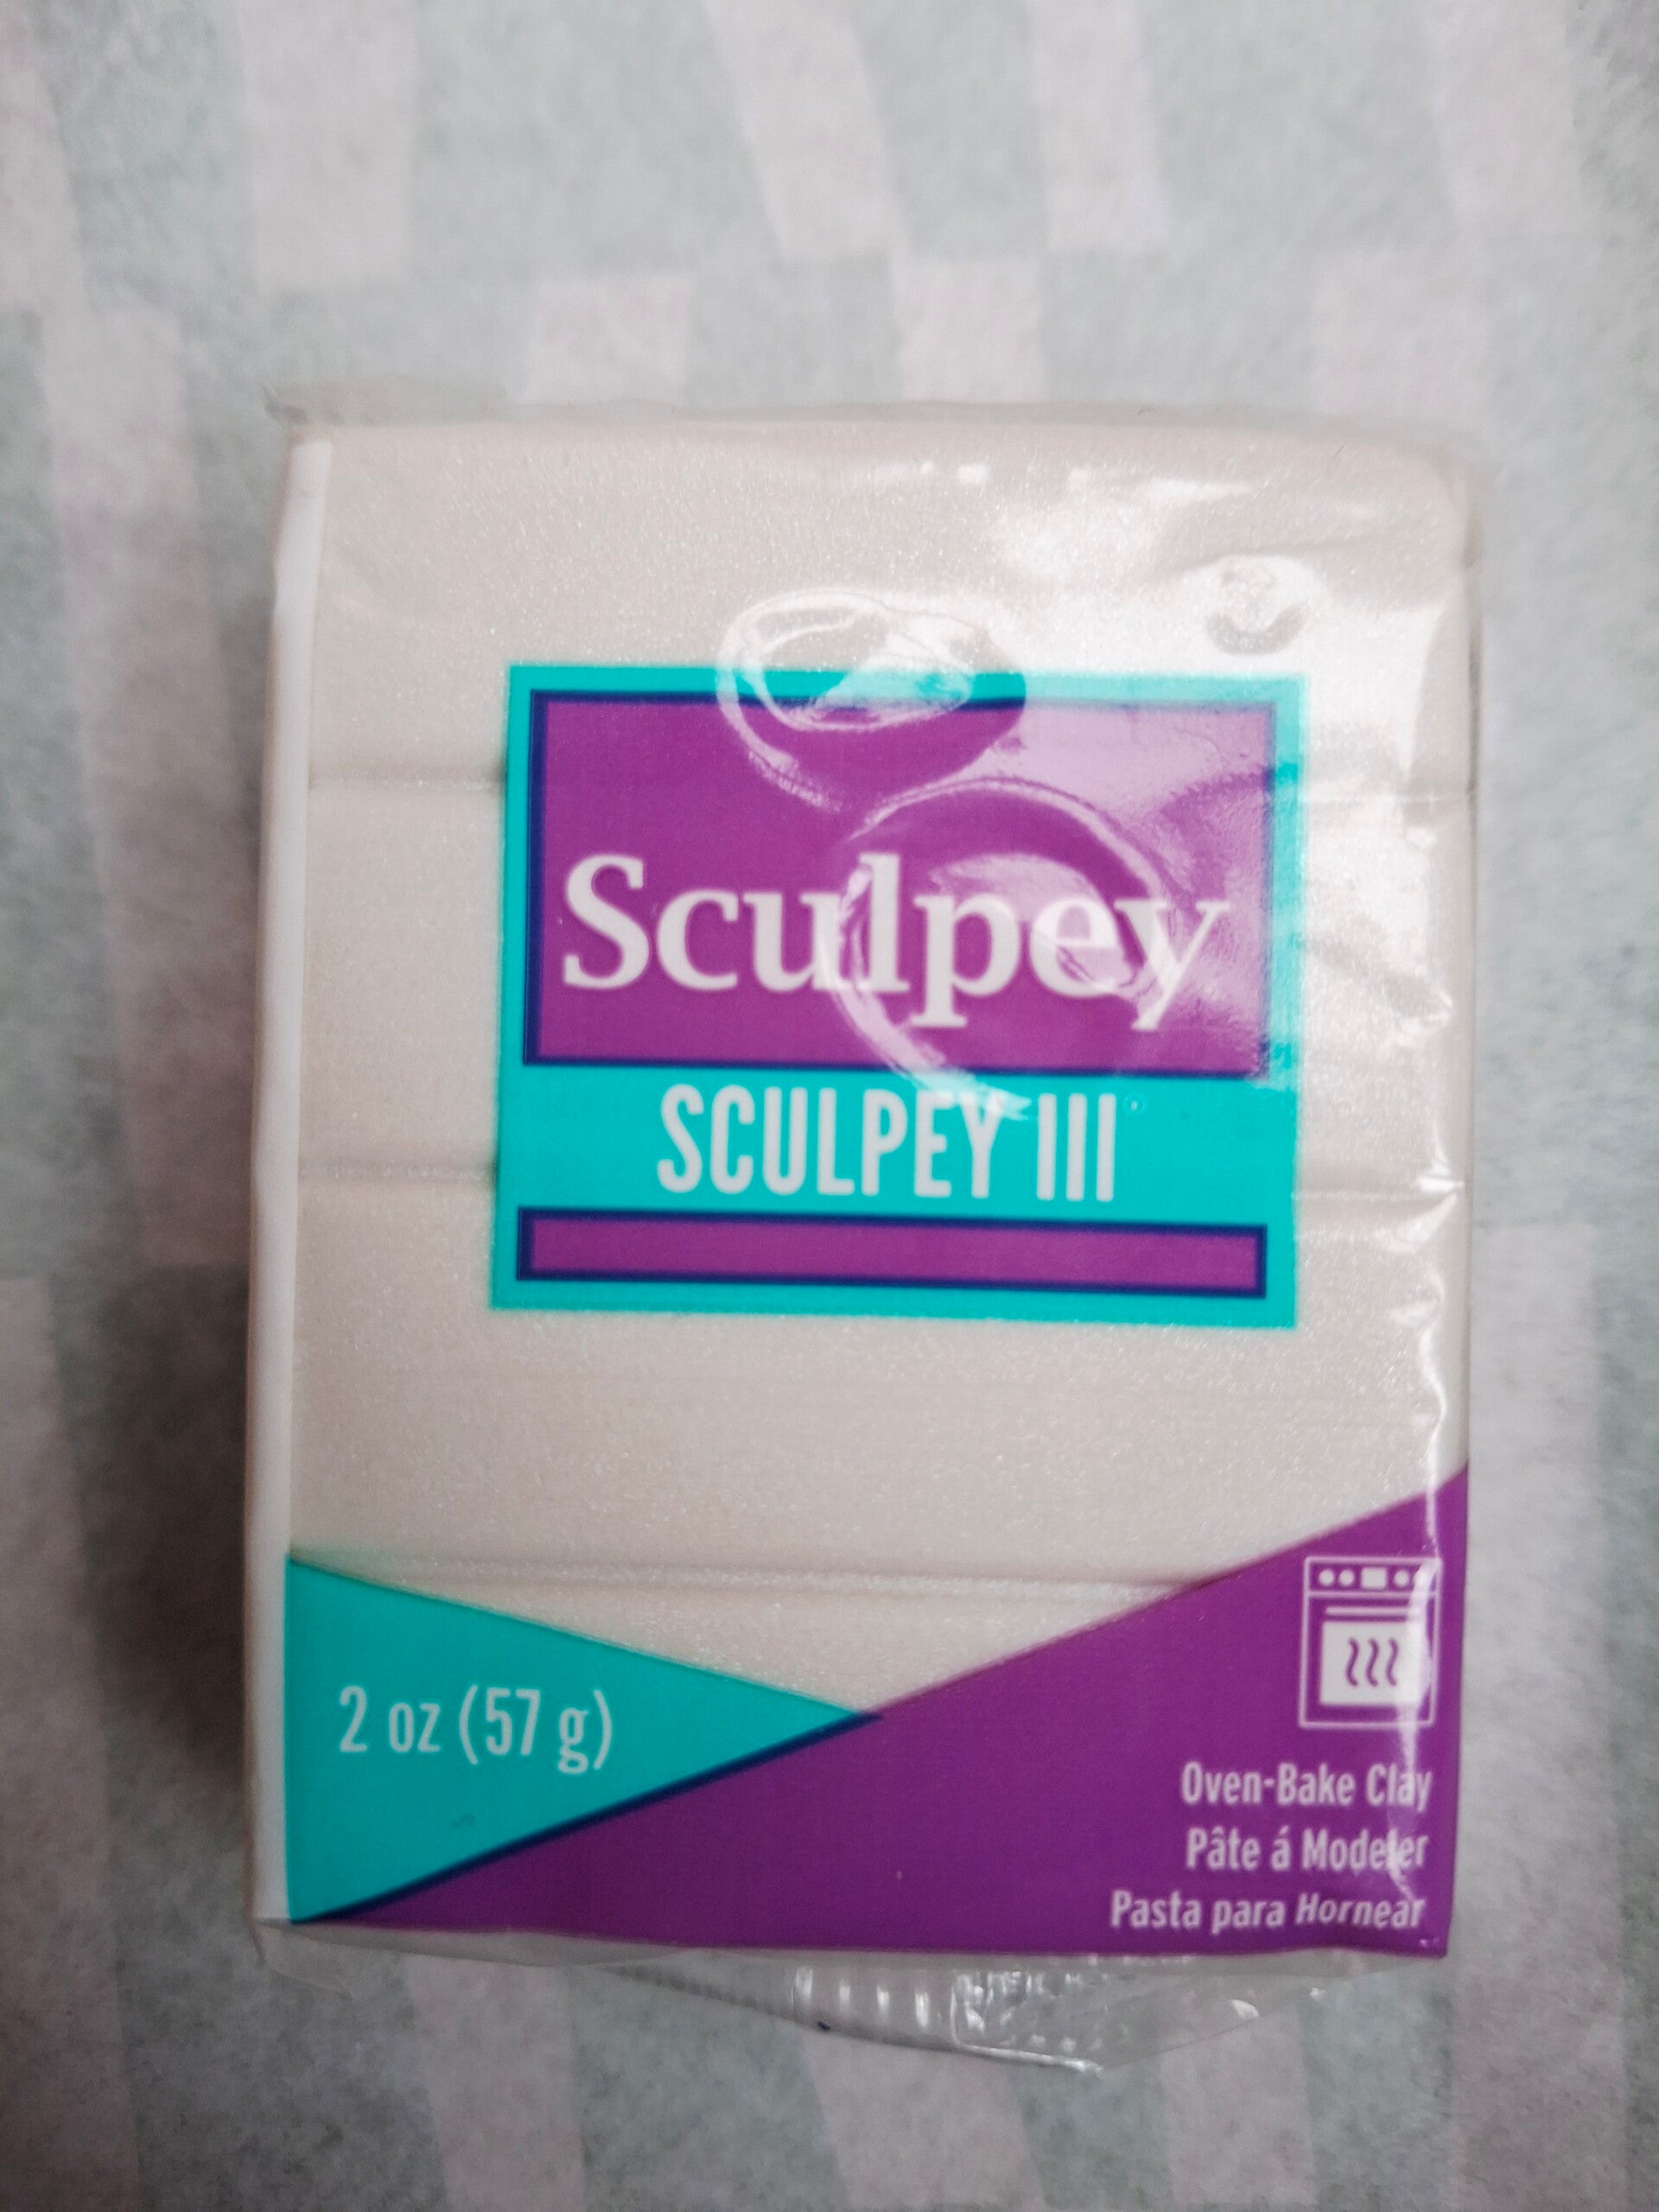 Sculpey
SCULPEY III
2 oz (57 g)
Oven-Bake Clay
Pâte á Modeler
Pasta para Hornear